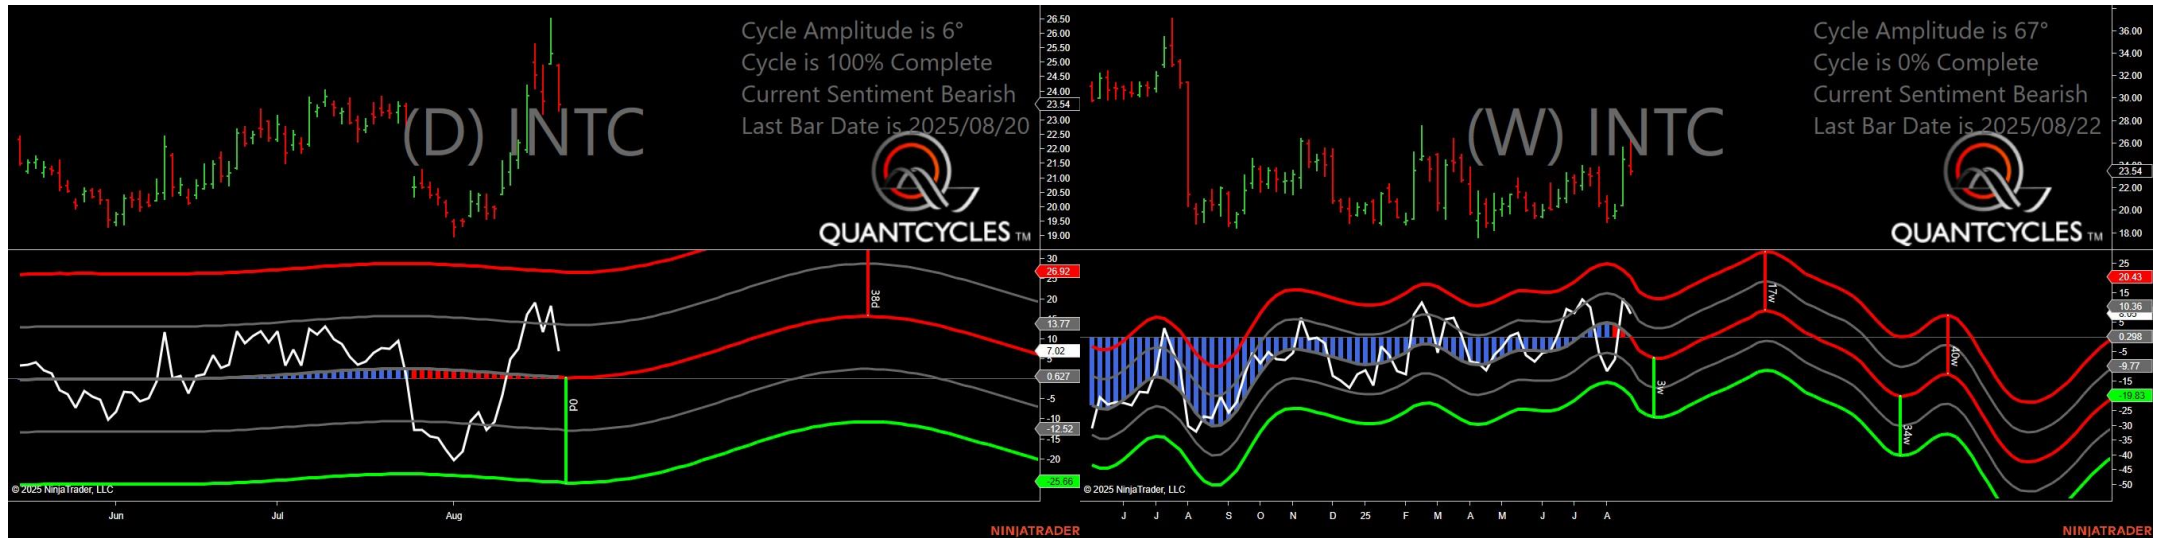 Cycle Amplitude is 6°
Cycle is 100% Complete
Current Sentiment Bearish
Last Bar Date is 2025/08/20
(D) INTC
QUANTCYCLES TM
26.50
26.00
25.50
25.00
24.50
24.00
23.54
23.00
22.50
22.00
21.50
21.00
20.50
20.00
19.50
19.00
30
26.92
20
13.77
10
7.02
0.627
-5
-10
-12.52
-15
-20
-25.66
38d
0d
© 2025 NinjaTrader, LLC
Jun Jul Aug
NINJATRADER
Cycle Amplitude is 67°
Cycle is 0% Complete
Current Sentiment Bearish
Last Bar Date is 2025/08/22
(W) INTC
QUANTCYCLES TM
36.00
34.00
32.00
30.00
28.00
26.00
23.54
22.00
20.00
18.00
25
20.43
15
10.36
5
0.298
-5
-9.77
-15
-19.83
-25
-30
-35
-40
-45
-50
17w
40w
3w
34w
© 2025 NinjaTrader, LLC
J J A S O N D 25 F M A M J J A
NINJATRADER